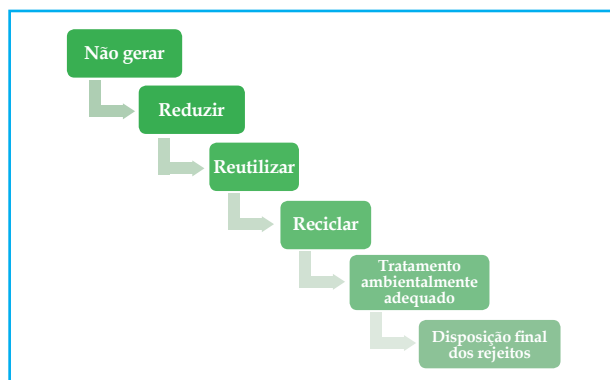 Não gerar
Reduzir
Reutilizar
Reciclar
Tratamento
ambientalmente
adequado
Disposição final
dos rejeitos